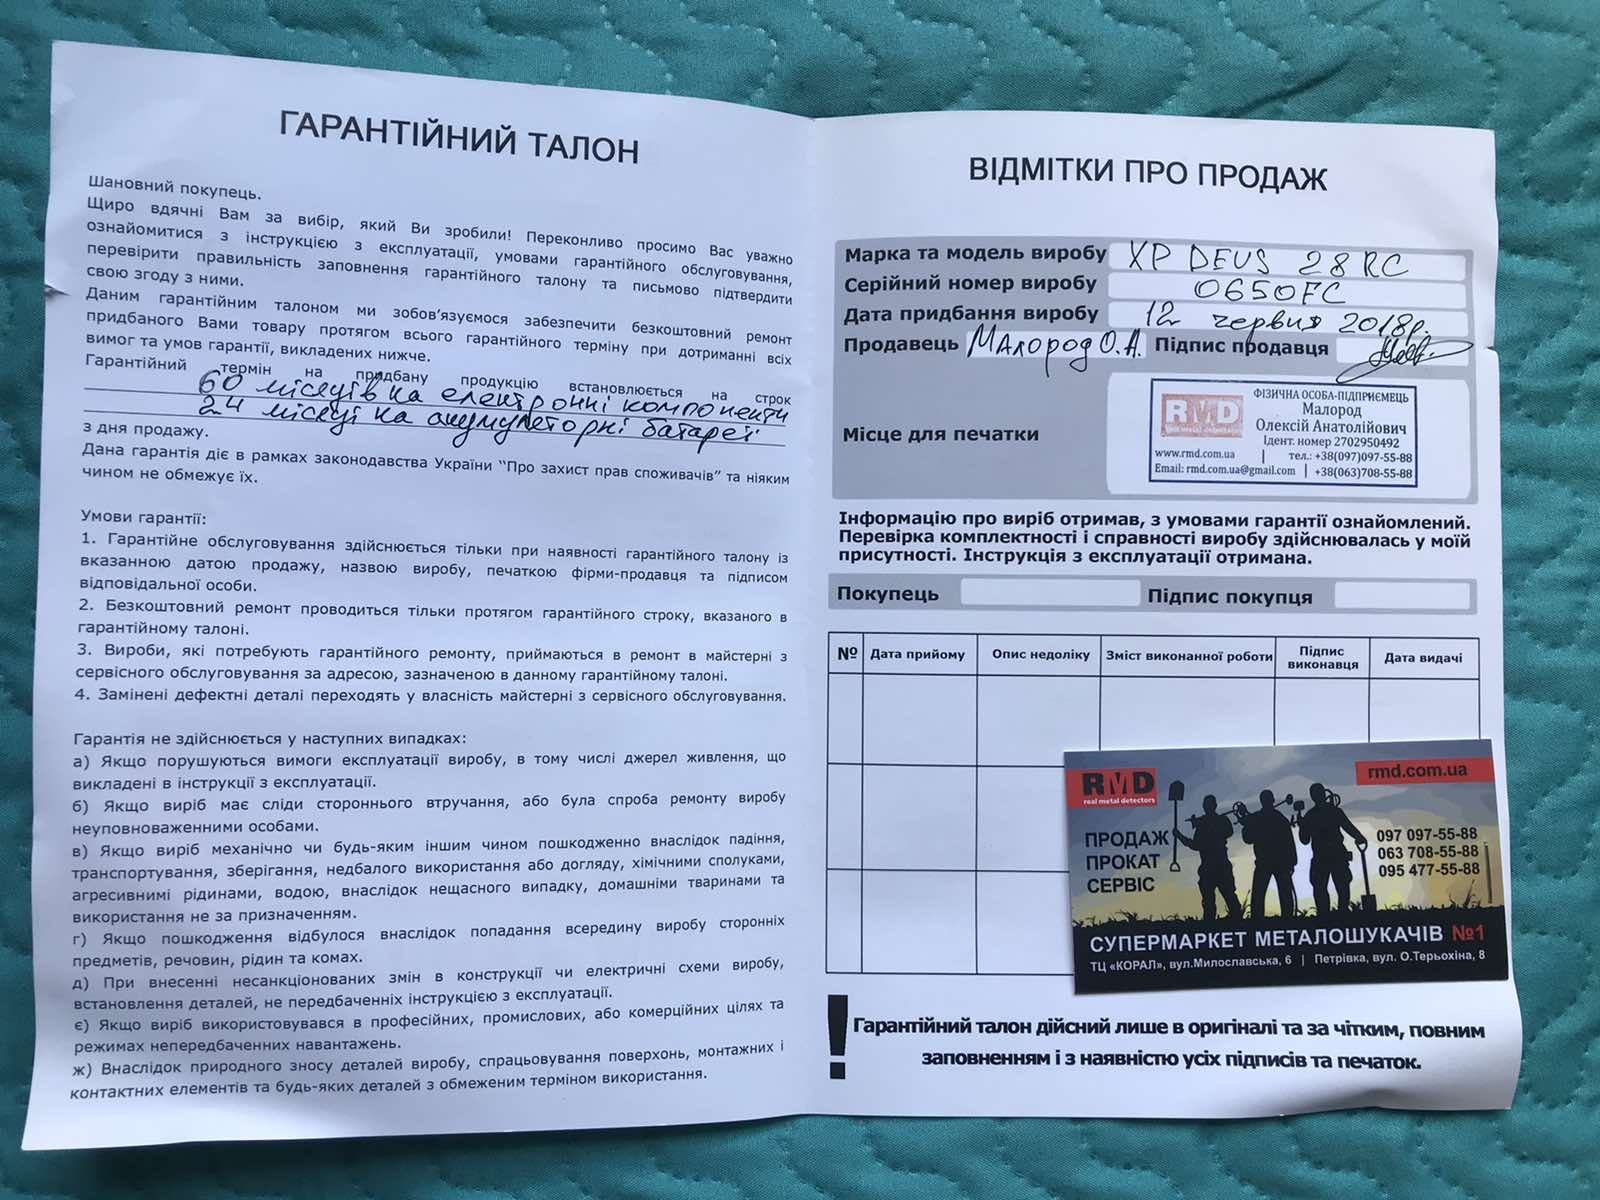 ГАРАНТІЙНИЙ ТАЛОН
Шановний покупець.
Щиро вдячні Вам за вибір, який Ви зробили! Переконливо просимо Вас уважно
ознайомитися з інструкцією з експлуатації, умовами гарантійного обслуговування,
перевірити правильність заповнення гарантійного талону та письмово підтвердити
свою згоду з ними.
Даним гарантійним талоном ми зобов'язуємося забезпечити безкоштовний ремонт
придбаного Вами товару протягом всього гарантійного терміну при дотриманні всіх
вимог та умов гарантії, викладених нижче.
Гарантійний термін на придбану продукцію встановлюється на строк
60 місяців на електронні компоненти
24 місяці на акумуляторні батареї
з дня продажу.
Дана гарантія діє в рамках законодавства України "Про захист прав споживачів" та ніяким
чином не обмежує їх.
Умови гарантії:
1. Гарантійне обслуговування здійснюється тільки при наявності гарантійного талону із
вказанною датою продажу, назвою виробу, печаткою фірми-продавця та підписом
відповідальної особи.
2. Безкоштовний ремонт проводиться тільки протягом гарантійного строку, вказаного в
гарантійному талоні.
3. Вироби, які потребують гарантійного ремонту, приймаються в ремонт в майстерні з
сервісного обслуговування за адресою, зазначеною в данному гарантійному талоні.
4. Замінені дефектні деталі переходять у власність майстерні з сервісного обслуговування.
Гарантія не здійснюється у наступних випадках:
а) Якщо порушуються вимоги експлуатації виробу, в тому числі джерел живлення, що
викладені в інструкції з експлуатації.
б) Якщо виріб має сліди стороннього втручання, або була спроба ремонту виробу
неуповноваженними особами.
в) Якщо виріб механічно чи будь-яким іншим чином пошкодженно внаслідок падіння,
транспортування, зберігання, недбалого використання або догляду, хімічними сполуками,
агресивнимі рідинами, водою, внаслідок нещасного випадку, домашніми тваринами та
використання не за призначенням.
г) Якщо пошкодження відбулося внаслідок попадання всередину виробу сторонніх
предметів, речовин, рідин та комах.
д) При внесенні несанкціонованих змін в конструкції чи електричні схеми виробу,
встановлення деталей, не передбаченніх інструкцією з експлуатації.
є) Якщо виріб використовувався в професійних, промислових, або комерційних цілях та
режимах непередбаченних навантажень.
ж) Внаслідок природного зносу деталей виробу, спрацьовування поверхонь, монтажних і
контактних елементів та будь-яких деталей з обмеженим терміном використання.
ВІДМІТКИ ПРО ПРОДАЖ
Марка та модель виробу XP DEUS 28 RC
Серійний номер виробу 0650FC
Дата придбання виробу 12 червня 2018р.
Продавець Малород О.А. Підпис продавця
Місце для печатки
RMD
ФІЗИЧНА ОСОБА-ПІДПРИЄМЕЦЬ
Малород
Олексій Анатолійович
Ідент. номер 2702950492
www.rmd.com.ua | тел.: +38(097)097-55-88
Email: rmd.com.ua@gmail.com | +38(063)708-55-88
Інформацію про виріб отримав, з умовами гарантії ознайомлений.
Перевірка комплектності і справності виробу здійснювалась у моїй
присутності. Інструкція з експлуатації отримана.
Покупець Підпис покупця
№ Дата прийому Опис недоліку Зміст виконанної роботи Підпис виконавця Дата видачі
RMD
real metal detectors
rmd.com.ua
ПРОДАЖ
ПРОКАТ
СЕРВІС
097 097-55-88
063 708-55-88
095 477-55-88
СУПЕРМАРКЕТ МЕТАЛОШУКАЧІВ №1
ТЦ «КОРАЛ», вул.Милославська, 6 | Петрівка, вул. О.Терьохіна, 8
! Гарантійний талон дійсний лише в оригіналі та за чітким, повним
заповненням і з наявністю усіх підписів та печаток.